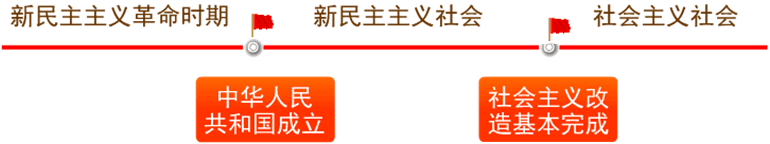 新民主主义革命时期
新民主主义社会
社会主义社会
中华人民
共和国成立
社会主义改
造基本完成